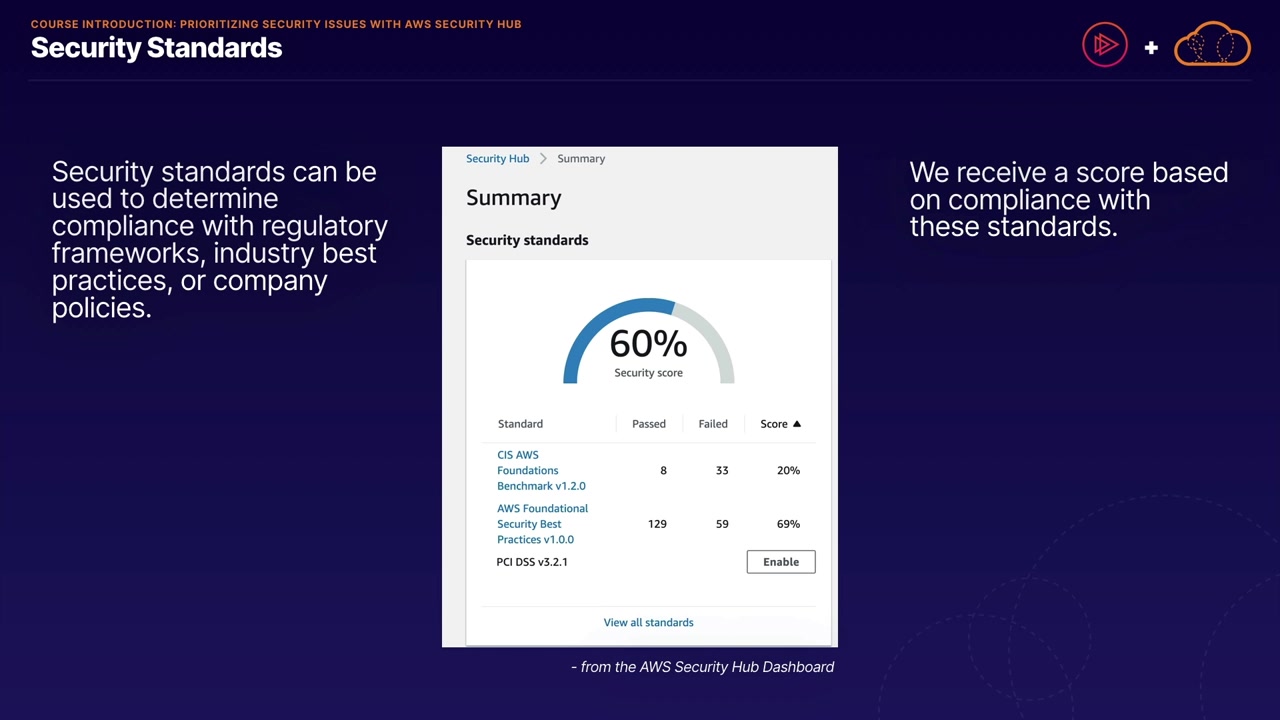 COURSE INTRODUCTION: PRIORITIZING SECURITY ISSUES WITH AWS SECURITY HUB
Security Standards
Security standards can be
used to determine
compliance with regulatory
frameworks, industry best
practices, or company
policies.
Security Hub > Summary
Summary
Security standards
60%
Security score
Standard Passed Failed Score ▲
CIS AWS
Foundations
Benchmark v1.2.0
8 33 20%
AWS Foundational
Security Best
Practices v1.0.0
129 59 69%
PCI DSS v3.2.1 Enable
View all standards
- from the AWS Security Hub Dashboard
We receive a score based
on compliance with
these standards.